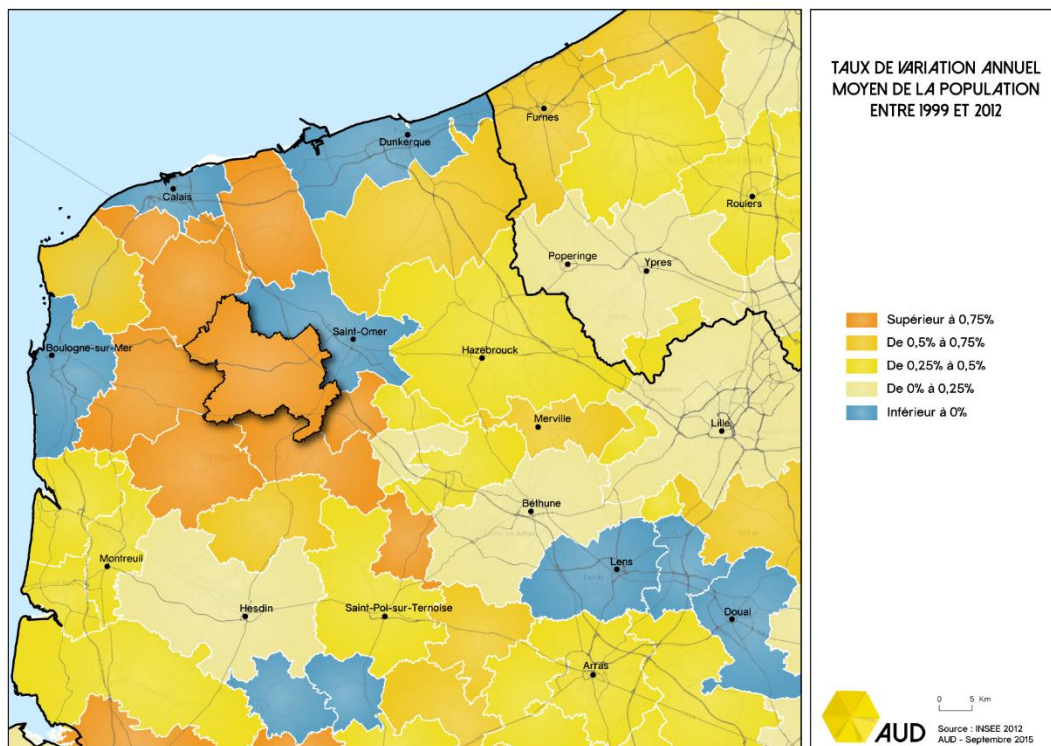 TAUX DE VARIATION ANNUEL
MOYEN DE LA POPULATION
ENTRE 1999 ET 2012
Furnes
Dunkerque
Calais
Roulers
Poperinge
Ypres
Saint-Omer
Boulogne-sur-Mer
Hazebrouck
Merville
Lille
Béthune
Montreuil
Lens
Hesdin
Saint-Pol-sur-Ternoise
Douai
Arras
Supérieur à 0,75%
De 0,5% à 0,75%
De 0,25% à 0,5%
De 0% à 0,25%
Inférieur à 0%
0 5 Km
AUD
Source : INSEE 2012
AUD - Septembre 2015